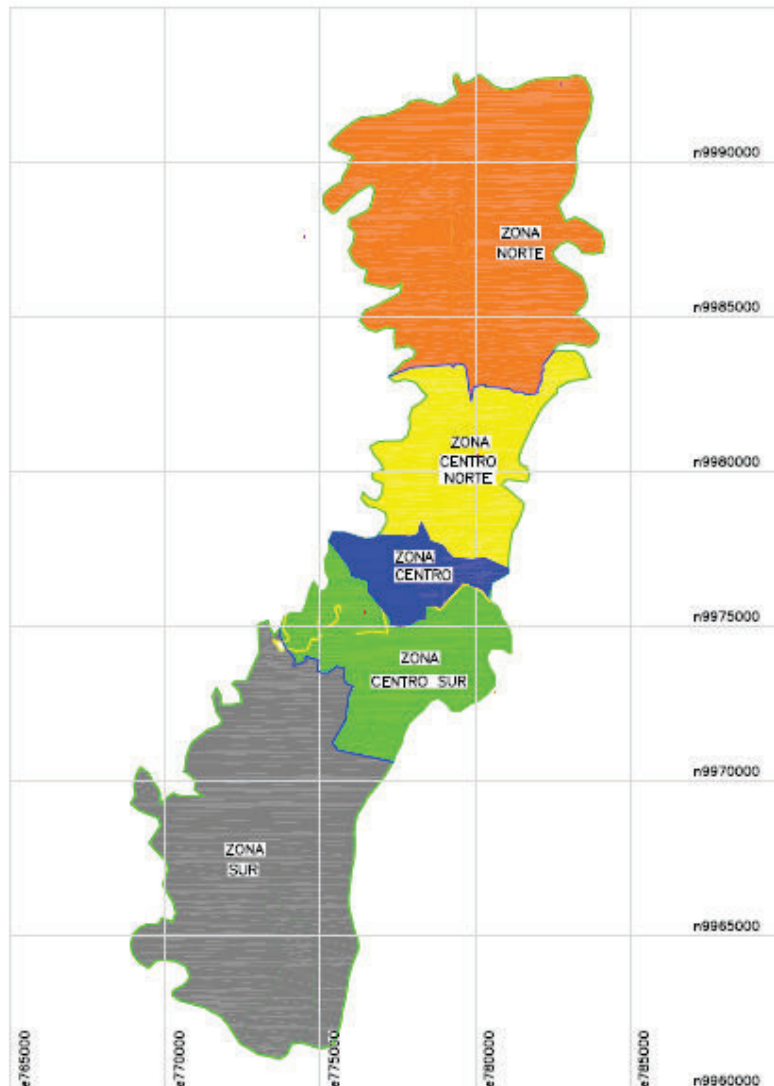 n9990000
ZONA
NORTE
n9985000
ZONA
CENTRO
NORTE
n9980000
ZONA
CENTRO
n9975000
ZONA
CENTRO SUR
n9970000
ZONA
SUR
n9965000
e765000
e770000
e775000
e780000
e785000
n9960000